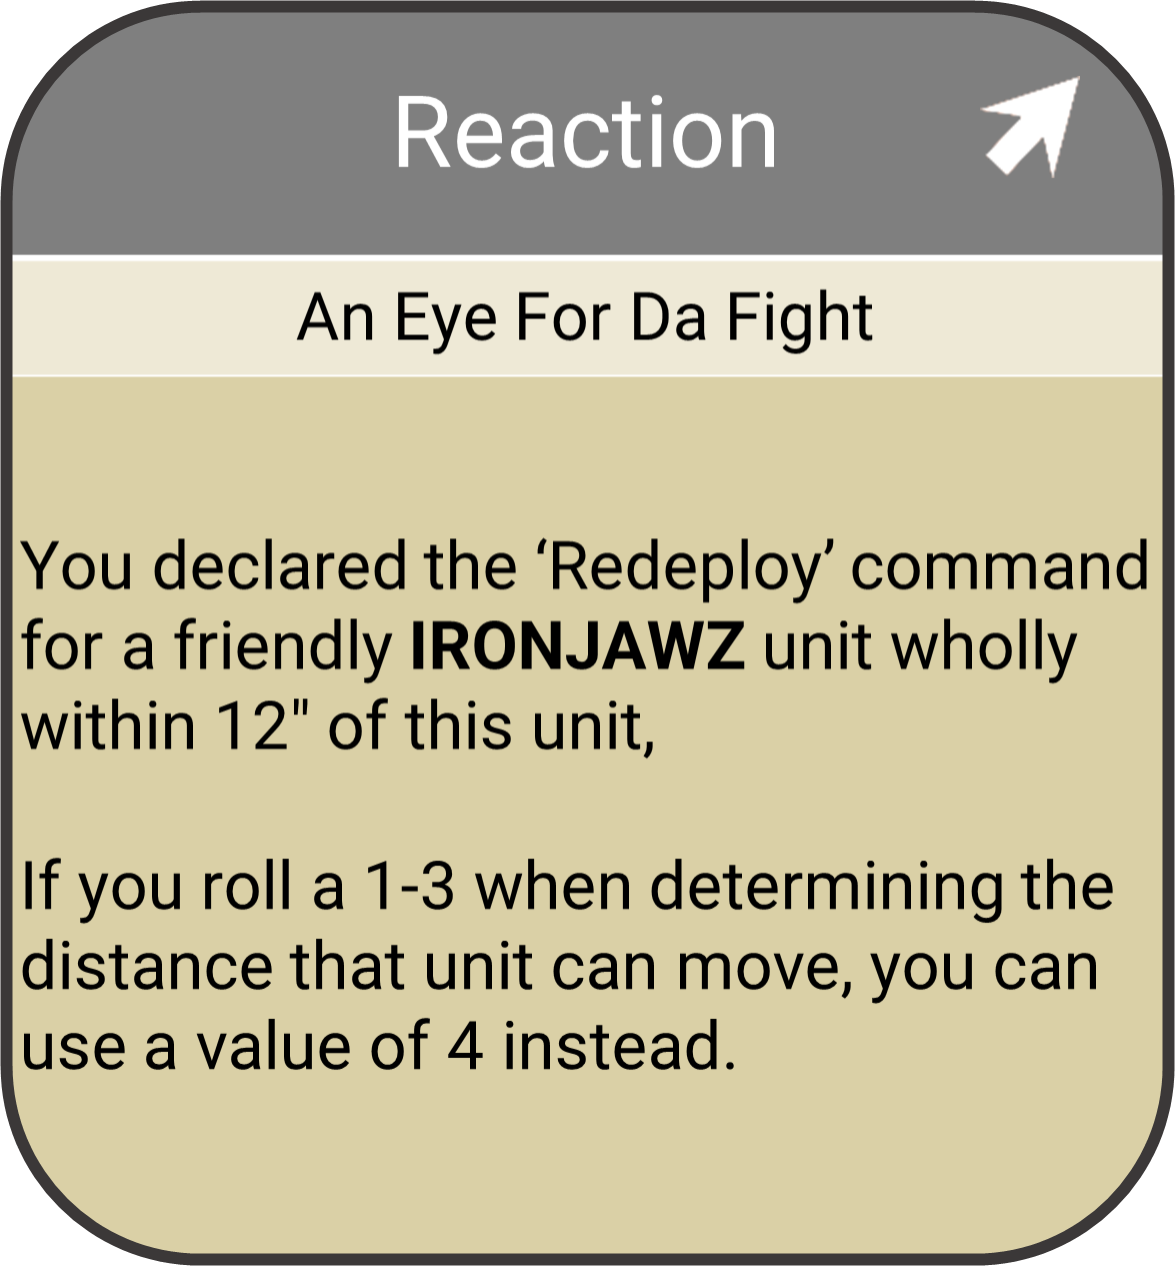 Reaction
An Eye For Da Fight
You declared the ‘Redeploy’ command
for a friendly IRONJAWZ unit wholly
within 12" of this unit,
If you roll a 1-3 when determining the
distance that unit can move, you can
use a value of 4 instead.